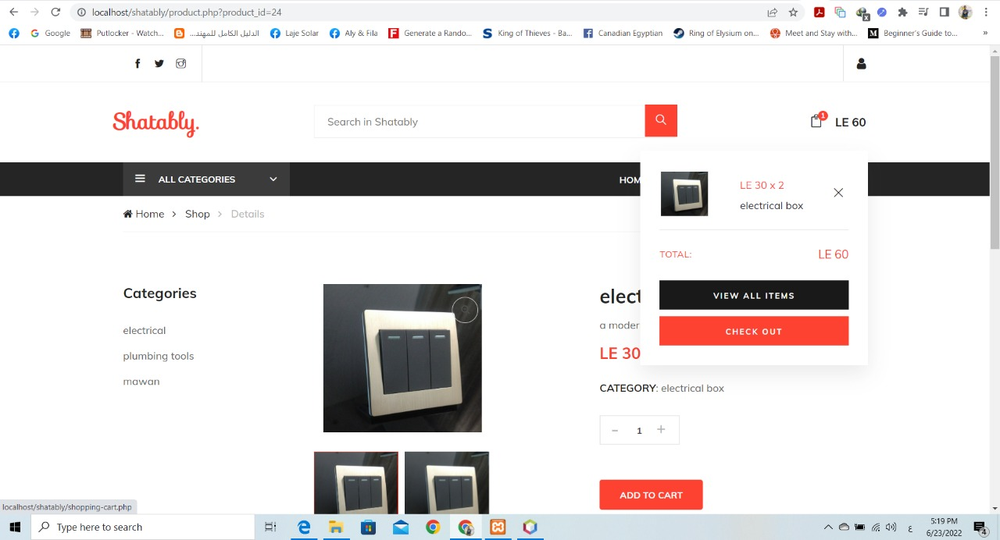 localhost/shatably/product.php?product_id=24
Google
Putlocker - Watch...
الدليل الكامل للمهند...
Laje Solar
Aly & Fila
Generate a Rando...
King of Thieves - Ba...
Canadian Egyptian
Ring of Elysium on...
Meet and Stay with...
Beginner's Guide to...
»
Shatably.
Search in Shatably
1
LE 60
ALL CATEGORIES
HOM
LE 30 x 2
electrical box
TOTAL:
LE 60
VIEW ALL ITEMS
CHECK OUT
Home > Shop > Details
Categories
electrical
plumbing tools
mawan
elect
a moder
LE 30
CATEGORY: electrical box
- 1 +
ADD TO CART
localhost/shatably/shopping-cart.php
Type here to search
ع
5:19 PM
6/23/2022
4